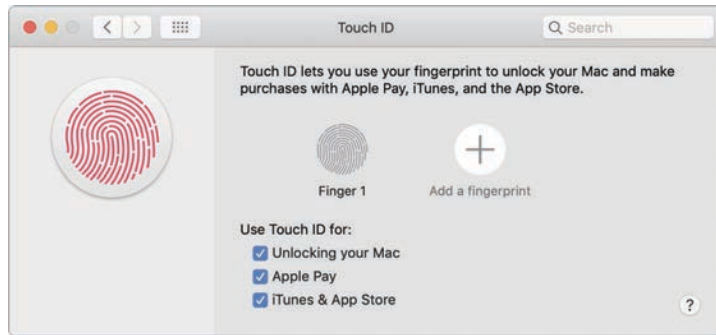 Touch ID
Search
Touch ID lets you use your fingerprint to unlock your Mac and make
purchases with Apple Pay, iTunes, and the App Store.
Finger 1
Add a fingerprint
Use Touch ID for:
Unlocking your Mac
Apple Pay
iTunes & App Store
?